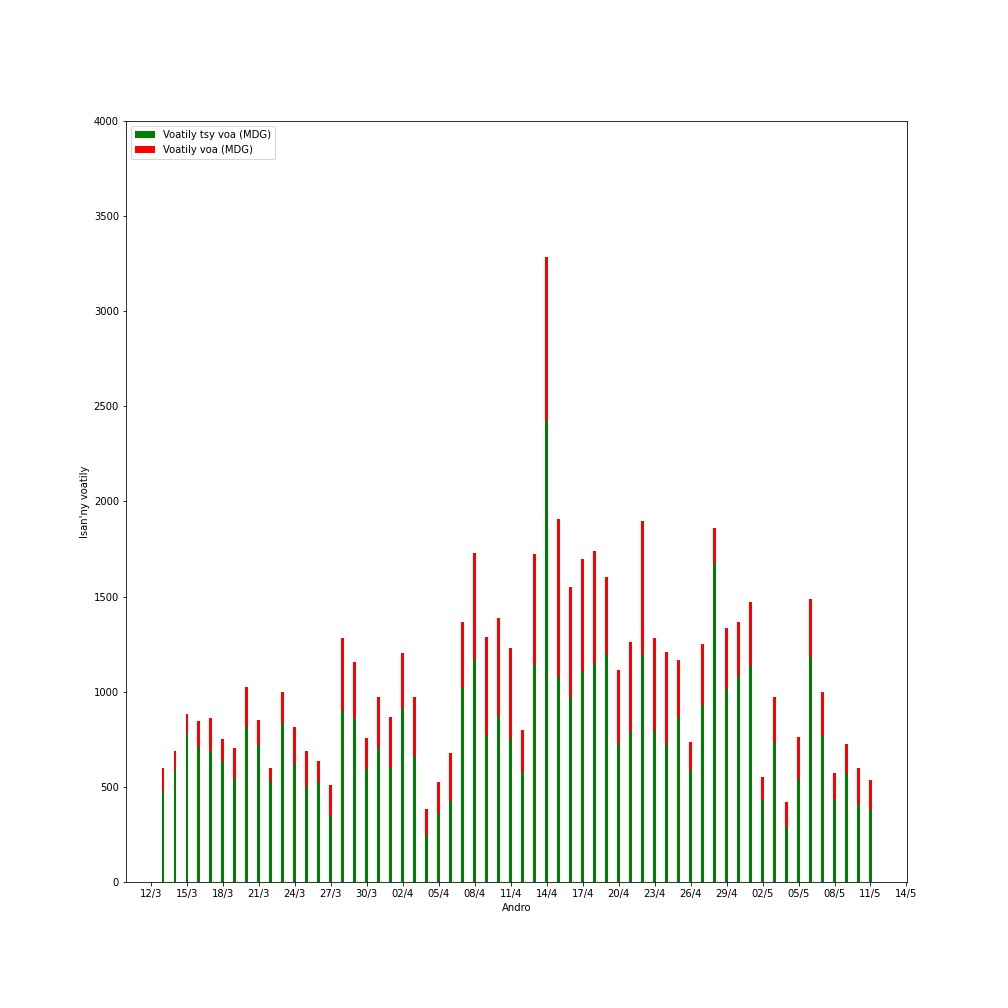 Voatily tsy voa (MDG)
Voatily voa (MDG)
4000
3500
3000
2500
2000
1500
1000
500
0
Isan'ny voatily
12/3 15/3 18/3 21/3 24/3 27/3 30/3 02/4 05/4 08/4 11/4 14/4 17/4 20/4 23/4 26/4 29/4 02/5 05/5 08/5 11/5 14/5
Andro